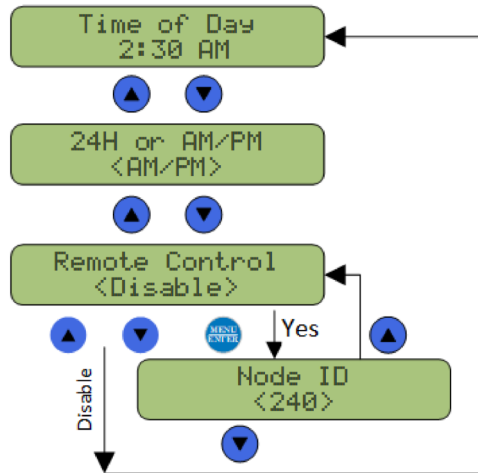 Time of Day
2:30 AM
24H or AM/PM
<AM/PM>
Remote Control
<Disable>
MENU
ENTER
Yes
Disable
Node ID
<240>